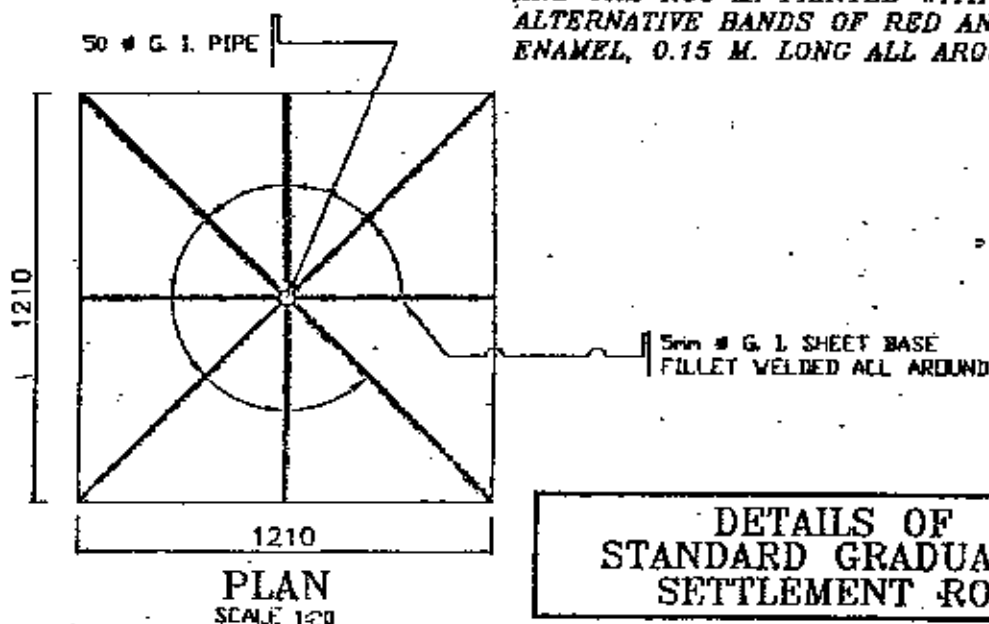 ALTERNATIVE BANDS OF RED AN
ENAMEL, 0.15 M. LONG ALL
50 # G. I. PIPE
1210
5mm # G. I. SHEET BASE
FILLET WELDED ALL AROUND
1210
PLAN
SCALE
DETAILS OF
STANDARD GRADUA
SETTLEMENT RO